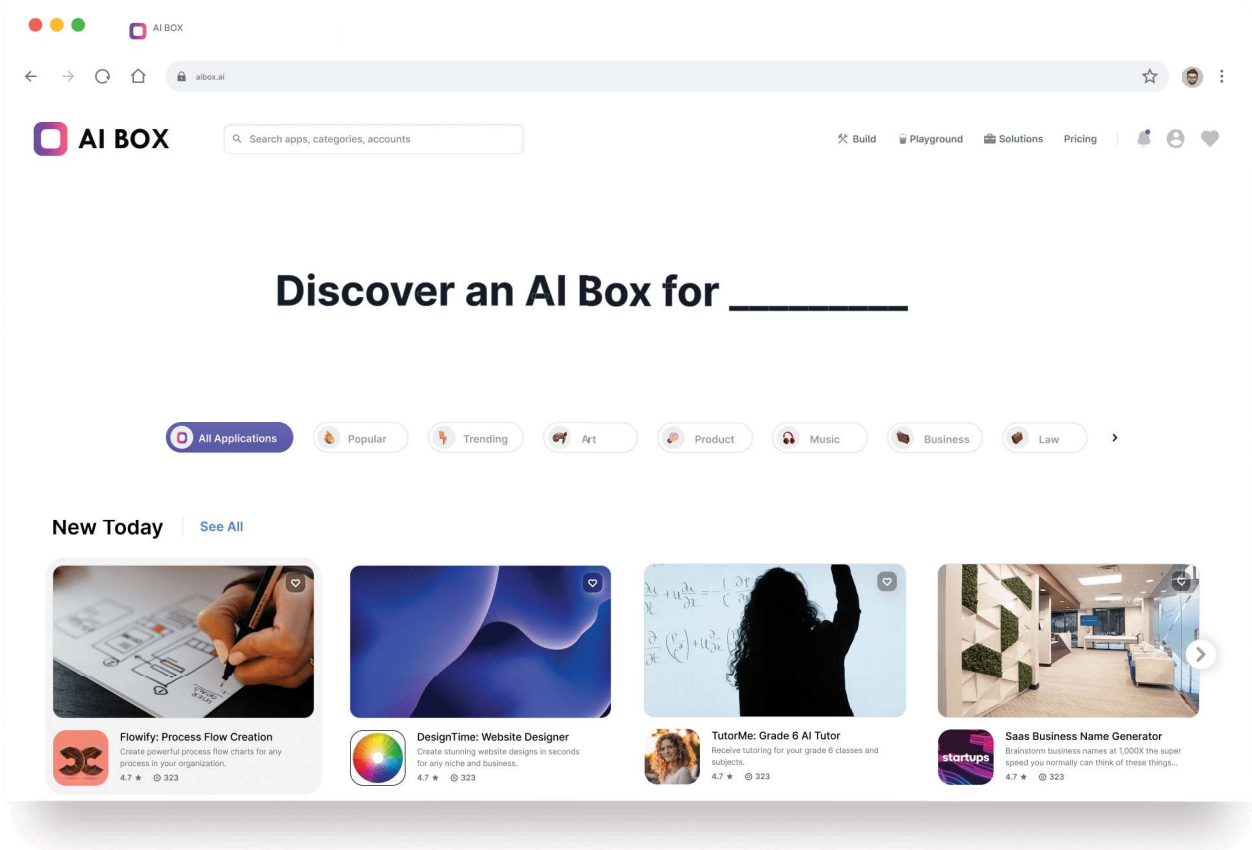 AI BOX
aibox.ai
AI BOX
Search apps, categories, accounts
Build
Playground
Solutions
Pricing
Discover an AI Box for _________
All Applications
Popular
Trending
Art
Product
Music
Business
Law
New Today
See All
USER
GOALS
Flowify: Process Flow Creation
Create powerful process flow charts for any
process in your organization.
4.7 ★ 323
DesignTime: Website Designer
Create stunning website designs in seconds
for any niche and business.
4.7 ★ 323
TutorMe: Grade 6 AI Tutor
Receive tutoring for your grade 6 classes and
subjects.
4.7 ★ 323
startups
Saas Business Name Generator
Brainstorm business names at 1,000X the super
speed you normally can think of these things...
4.7 ★ 323